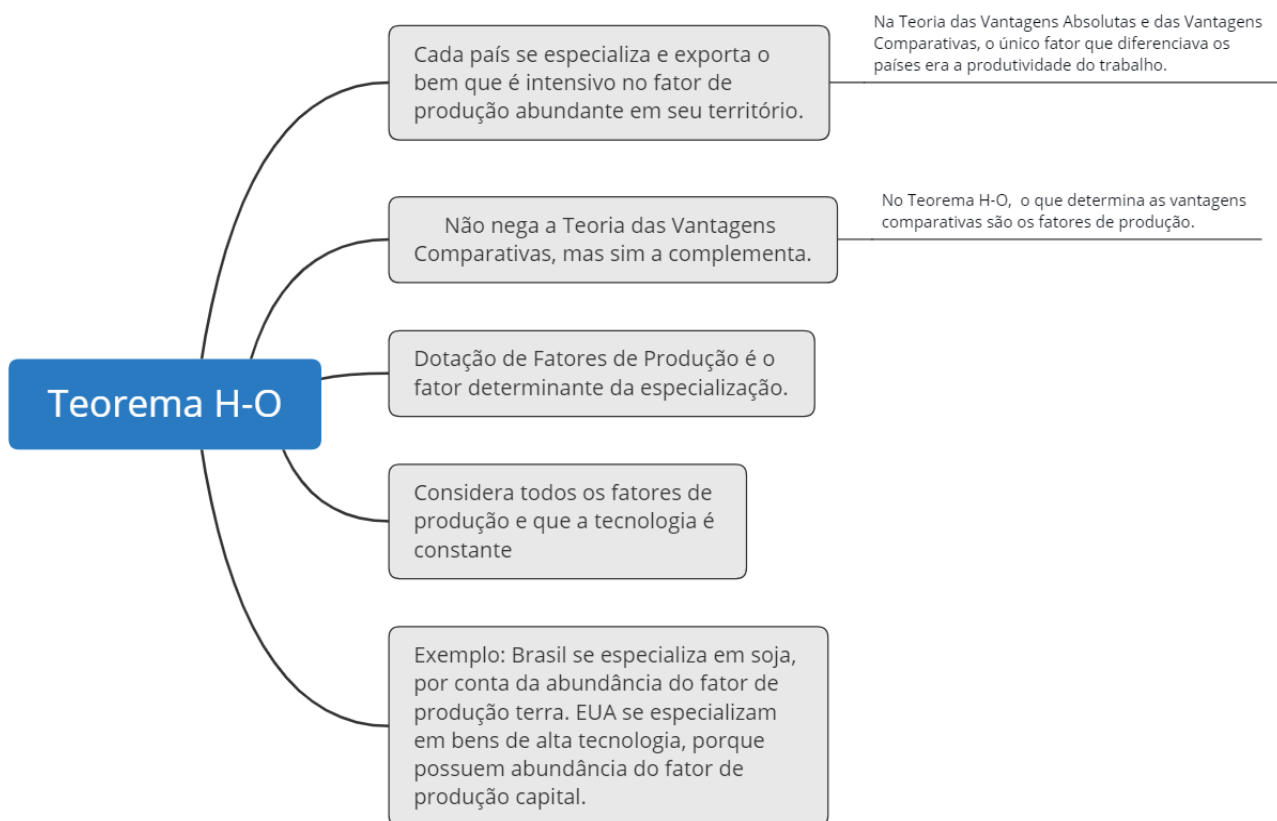 Teorema H-O
Cada país se especializa e exporta o
bem que é intensivo no fator de
produção abundante em seu território.
Na Teoria das Vantagens Absolutas e das Vantagens
Comparativas, o único fator que diferenciava os
países era a produtividade do trabalho.
Não nega a Teoria das Vantagens
Comparativas, mas sim a complementa.
No Teorema H-O, o que determina as vantagens
comparativas são os fatores de produção.
Dotação de Fatores de Produção é o
fator determinante da especialização.
Considera todos os fatores de
produção e que a tecnologia é
constante
Exemplo: Brasil se especializa em soja,
por conta da abundância do fator de
produção terra. EUA se especializam
em bens de alta tecnologia, porque
possuem abundância do fator de
produção capital.